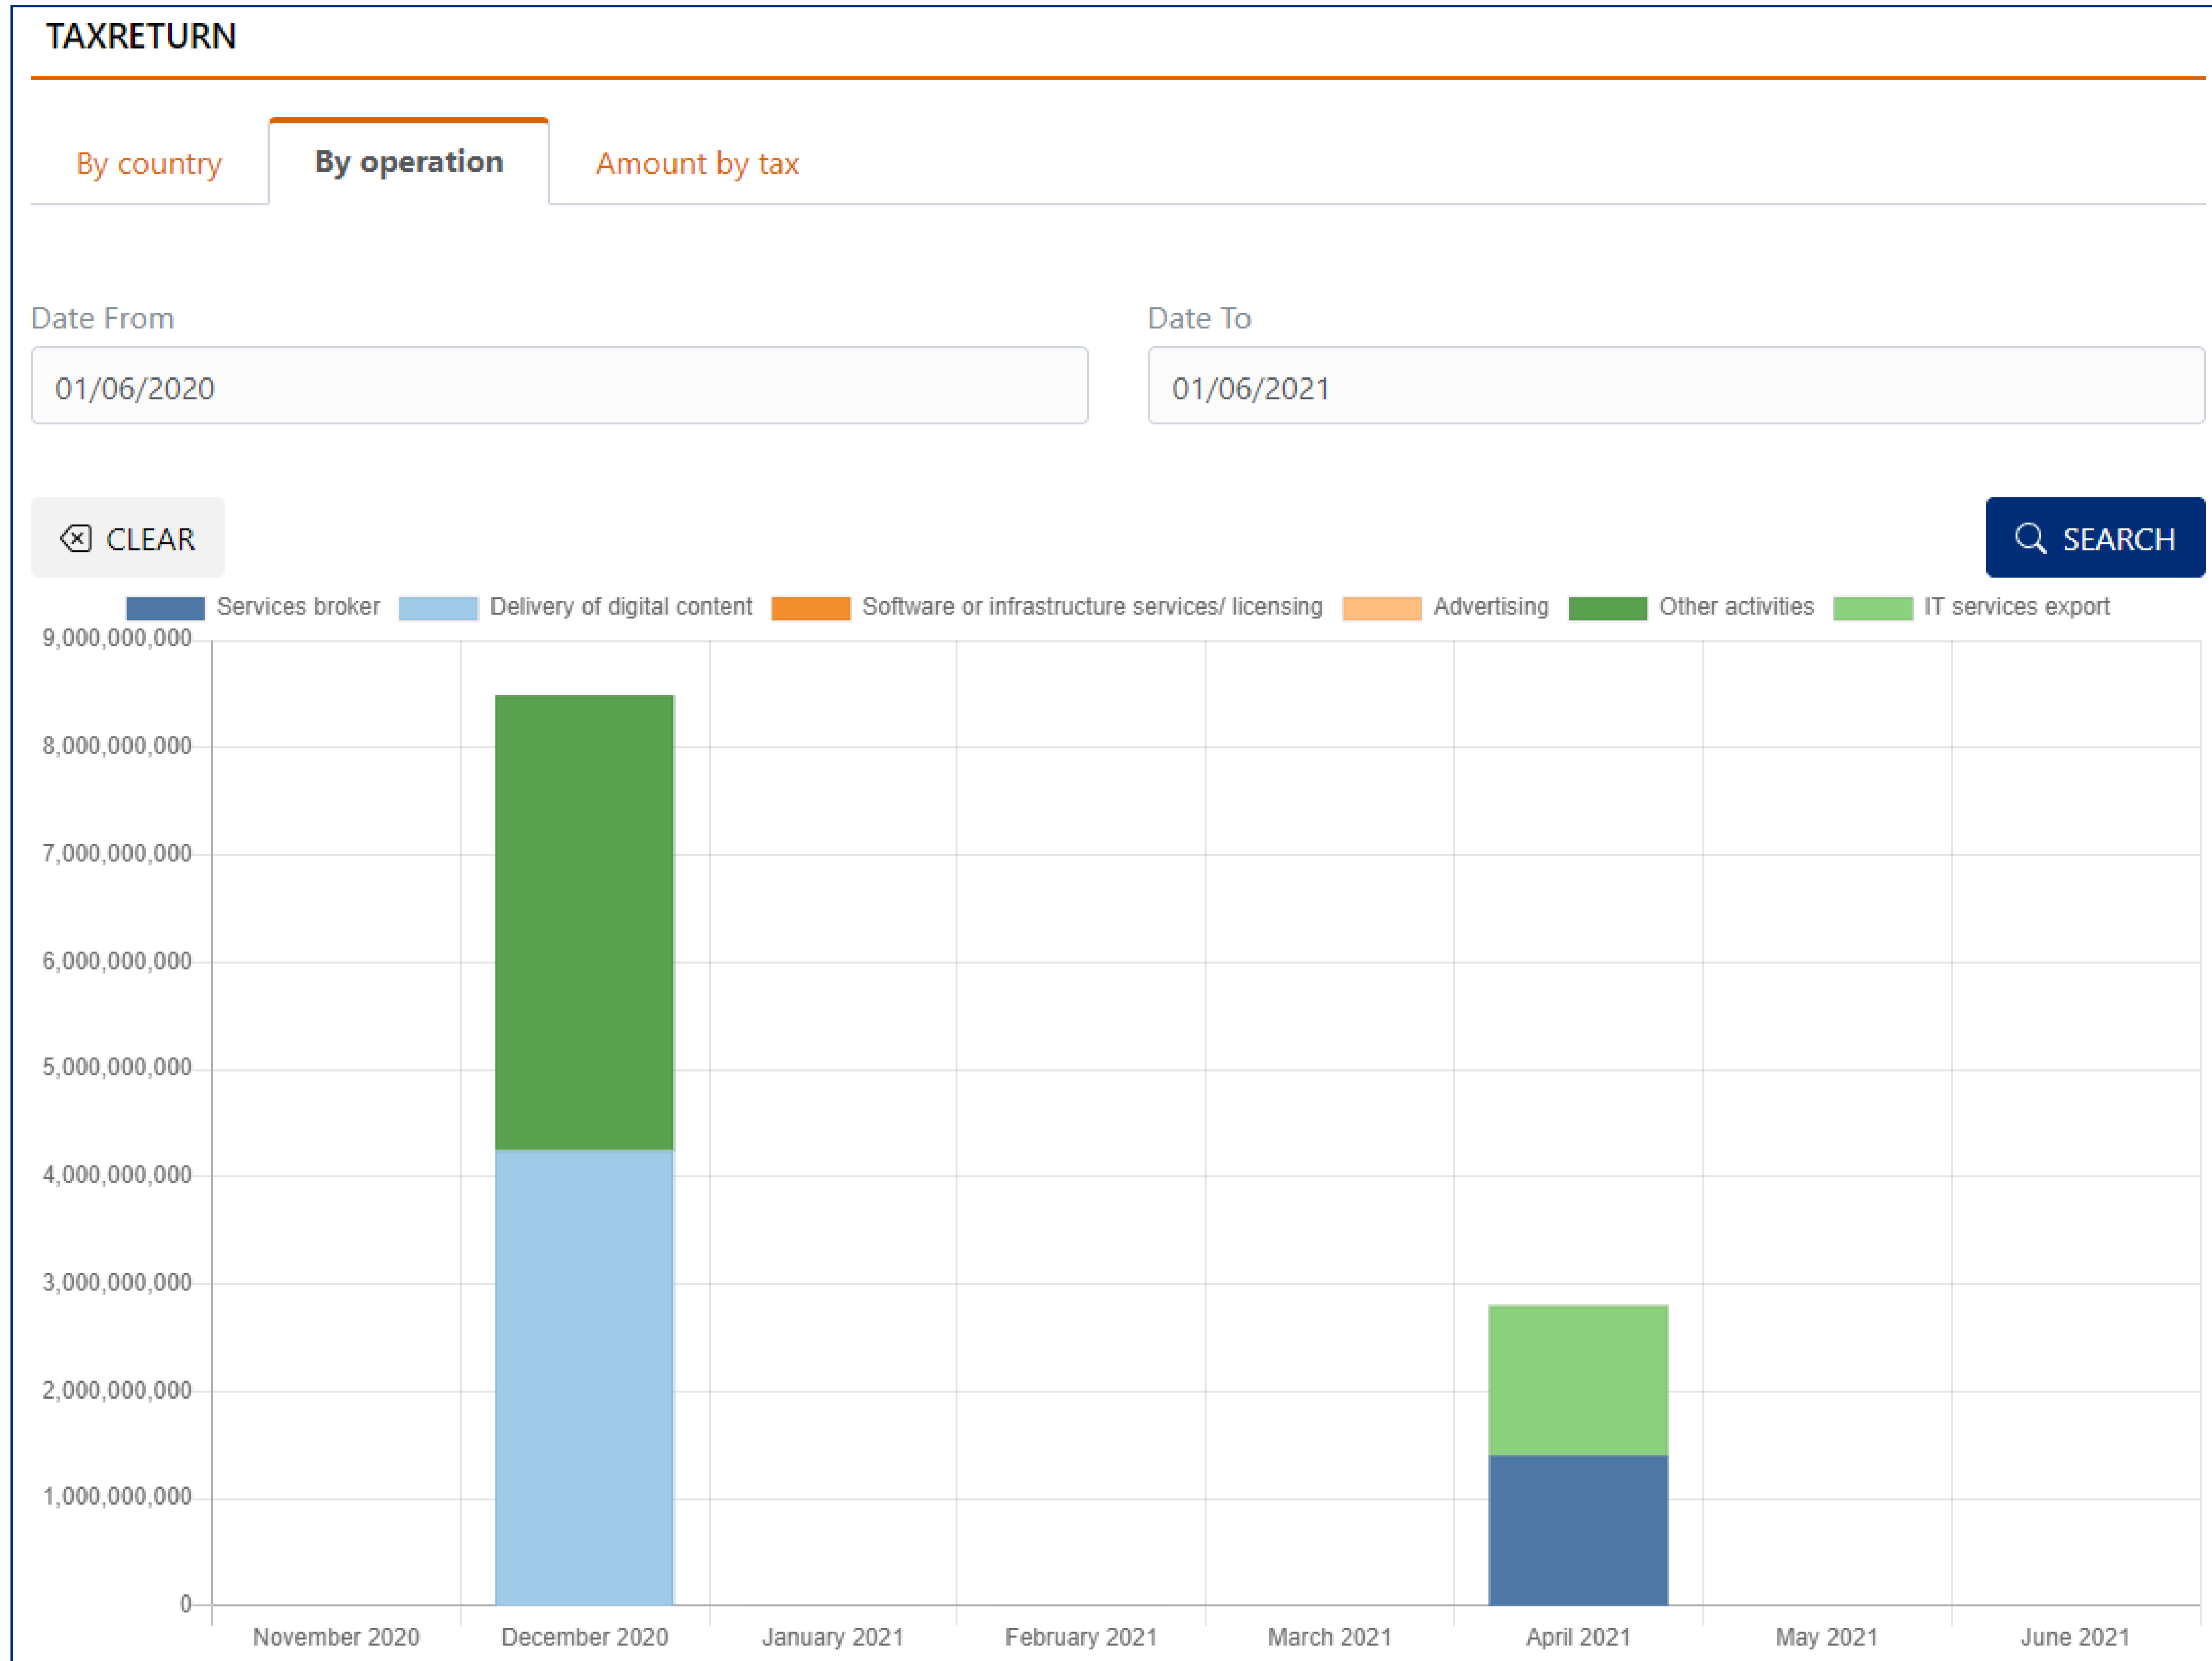 TAXRETURN
By country By operation Amount by tax
Date From Date To
01/06/2020 01/06/2021
CLEAR SEARCH
Services broker Delivery of digital content Software or infrastructure services/ licensing Advertising Other activities IT services export
9,000,000,000
8,000,000,000
7,000,000,000
6,000,000,000
5,000,000,000
4,000,000,000
3,000,000,000
2,000,000,000
1,000,000,000
0
November 2020 December 2020 January 2021 February 2021 March 2021 April 2021 May 2021 June 2021